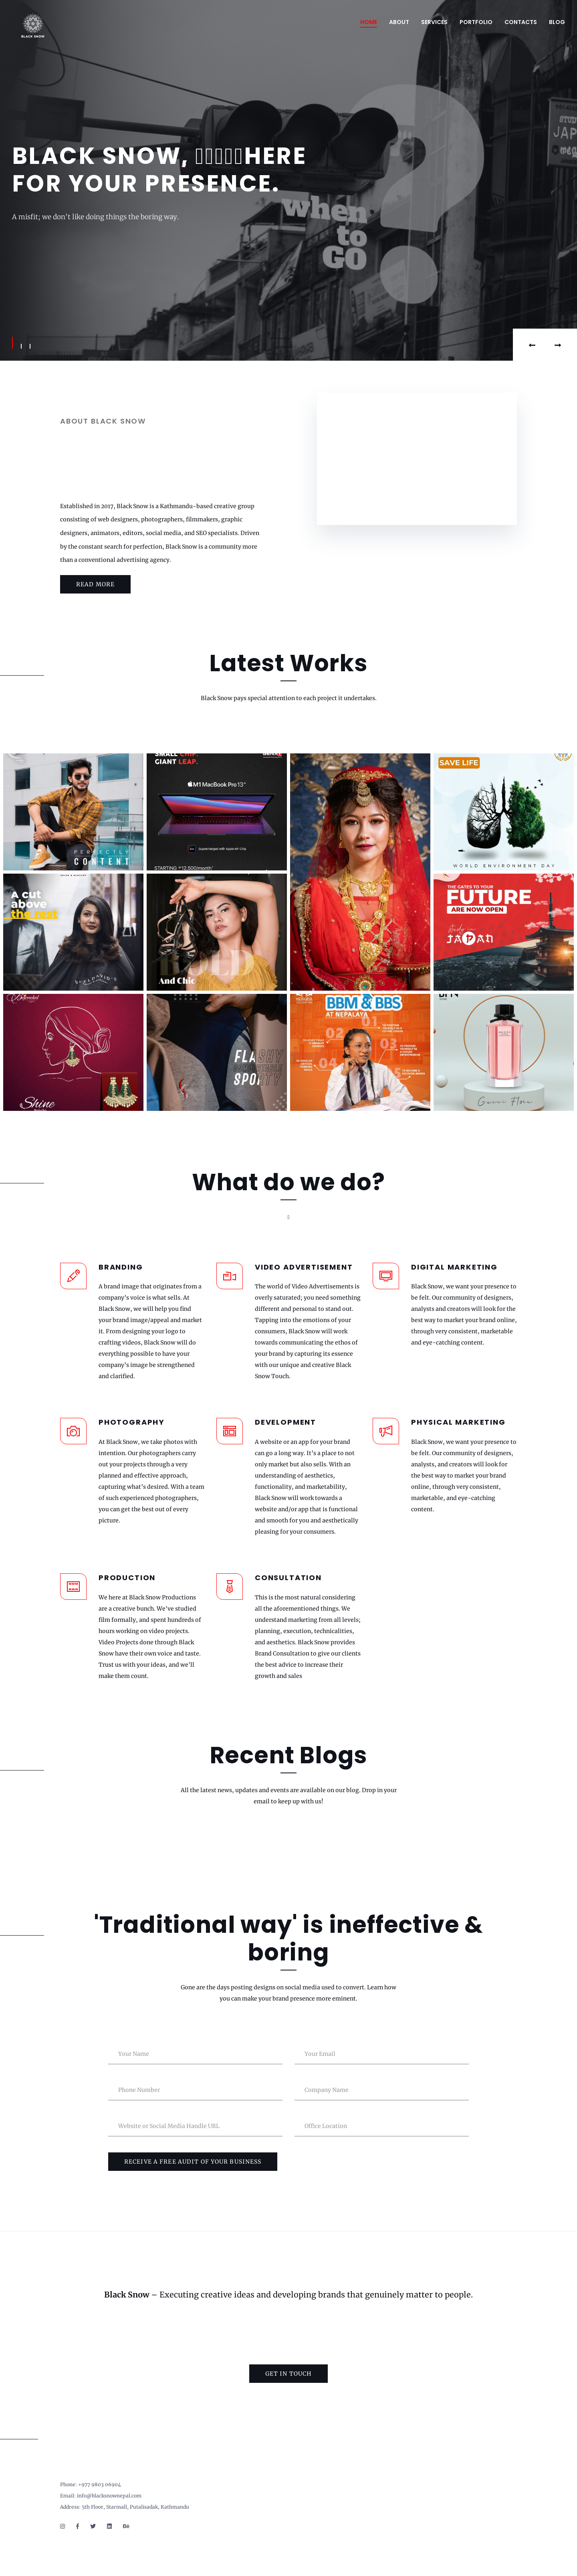 BLACK SNOW
HOME
ABOUT
SERVICES
PORTFOLIO
CONTACTS
BLOG
BLACK SNOW, HERE
FOR YOUR PRESENCE.
when
to
GO
?
A misfit; we don't like doing things the boring way.
ABOUT BLACK SNOW
Established in 2017, Black Snow is a Kathmandu-based creative group
consisting of web designers, photographers, filmmakers, graphic
designers, animators, editors, social media, and SEO specialists. Driven
by the constant search for perfection, Black Snow is a community more
than a conventional advertising agency.
READ MORE
Latest Works
Black Snow pays special attention to each project it undertakes.
PERFECTLY
CONTENT
SMALL CHIP.
GIANT LEAP.
M1 MacBook Pro 13"
Supercharged with Apple M1 Chip
STARTING
SAVE LIFE
WORLD ENVIRONMENT DAY
A cut
above
the rest
And Chic
THE GATES TO YOUR
FUTURE
ARE NOW OPEN
Study in
JAPAN
Shine
FLASHY
SPORTY
BBM & BBS
AT NEPALAYA
01
02
03
04
05
Gucci Flora
What do we do?
BRANDING
A brand image that originates from a
company's voice is what sells. At
Black Snow, we will help you find
your brand image/appeal and market
it. From designing your logo to
crafting videos, Black Snow will do
everything possible to have your
company's image be strengthened
and clarified.
VIDEO ADVERTISEMENT
The world of Video Advertisements is
overly saturated; you need something
different and personal to stand out.
Tapping into the emotions of your
consumers, Black Snow will work
towards communicating the ethos of
your brand by capturing its essence
with our unique and creative Black
Snow Touch.
DIGITAL MARKETING
Black Snow, we want your presence to
be felt. Our community of designers,
analysts and creators will look for the
best way to market your brand online,
through very consistent, marketable
and eye-catching content.
PHOTOGRAPHY
At Black Snow, we take photos with
intention. Our photographers carry
out your projects through a very
planned and effective approach,
capturing what's desired. With a team
of such experienced photographers,
you can get the best out of every
picture.
DEVELOPMENT
A website or an app for your brand
can go a long way. It's a place to not
only market but also sells. With an
understanding of aesthetics,
functionality, and marketability,
Black Snow will work towards a
website and/or app that is functional
and smooth for you and aesthetically
pleasing for your consumers.
PHYSICAL MARKETING
Black Snow, we want your presence to
be felt. Our community of designers,
analysts, and creators will look for
the best way to market your brand
online, through very consistent,
marketable, and eye-catching
content.
PRODUCTION
We here at Black Snow Productions
are a creative bunch. We've studied
film formally, and spent hundreds of
hours working on video projects.
Video Projects done through Black
Snow have their own voice and taste.
Trust us with your ideas, and we'll
make them count.
CONSULTATION
This is the most natural considering
all the aforementioned things. We
understand marketing from all levels;
planning, execution, technicalities,
and aesthetics. Black Snow provides
Brand Consultation to give our clients
the best advice to increase their
growth and sales
Recent Blogs
All the latest news, updates and events are available on our blog. Drop in your
email to keep up with us!
'Traditional way' is ineffective &
boring
Gone are the days posting designs on social media used to convert. Learn how
you can make your brand presence more eminent.
Your Name
Your Email
Phone Number
Company Name
Website or Social Media Handle URL
Office Location
RECEIVE A FREE AUDIT OF YOUR BUSINESS
Black Snow – Executing creative ideas and developing brands that genuinely matter to people.
GET IN TOUCH
Phone: +977 9803 06904
Email: info@blacksnownepal.com
Address: 5th Floor, Starmall, Putalisadak, Kathmandu